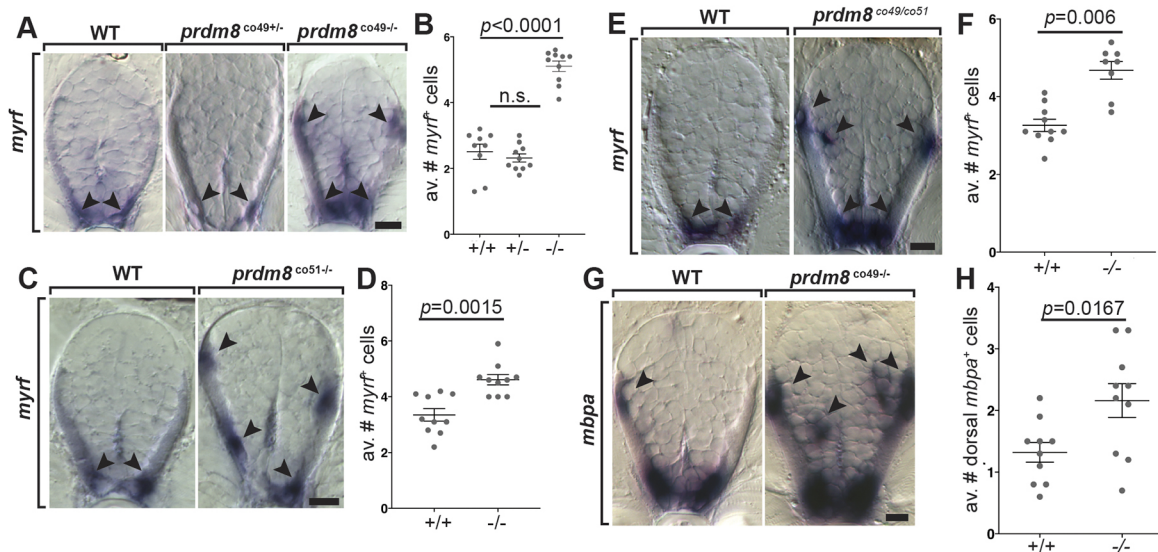 A
WT
prdm8 co49+/-
prdm8 co49-/-
myrf
B
p<0.0001
n.s.
av. # myrf+ cells
6
4
2
0
+/+
+/-
-/-
C
WT
prdm8 co51-/-
myrf
D
p=0.0015
av. # myrf+ cells
8
6
4
2
0
+/+
-/-
E
WT
prdm8 co49/co51
myrf
F
p=0.006
av. # myrf+ cells
6
4
2
0
+/+
-/-
G
WT
prdm8 co49-/-
mbpa
H
p=0.0167
av. # dorsal mbpa+ cells
4
3
2
1
0
+/+
-/-